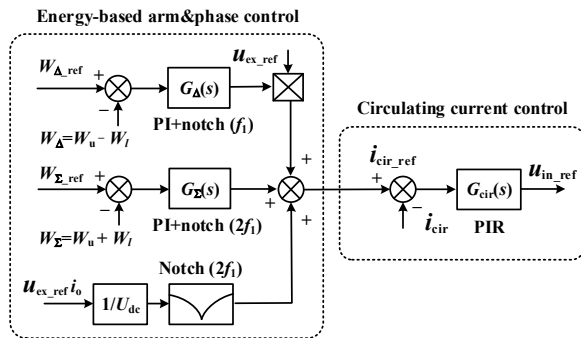 Energy-based arm&phase control
W_Δ_ref
+
−
G_Δ(s)
u_ex_ref
W_Δ=W_u − W_l
PI+notch (f_1)
Circulating current control
W_Σ_ref
+
−
G_Σ(s)
+
+
+
i_cir_ref
+
−
G_cir(s)
u_in_ref
i_cir
PIR
W_Σ=W_u + W_l
PI+notch (2f_1)
Notch (2f_1)
u_ex_ref i_o
1/U_dc